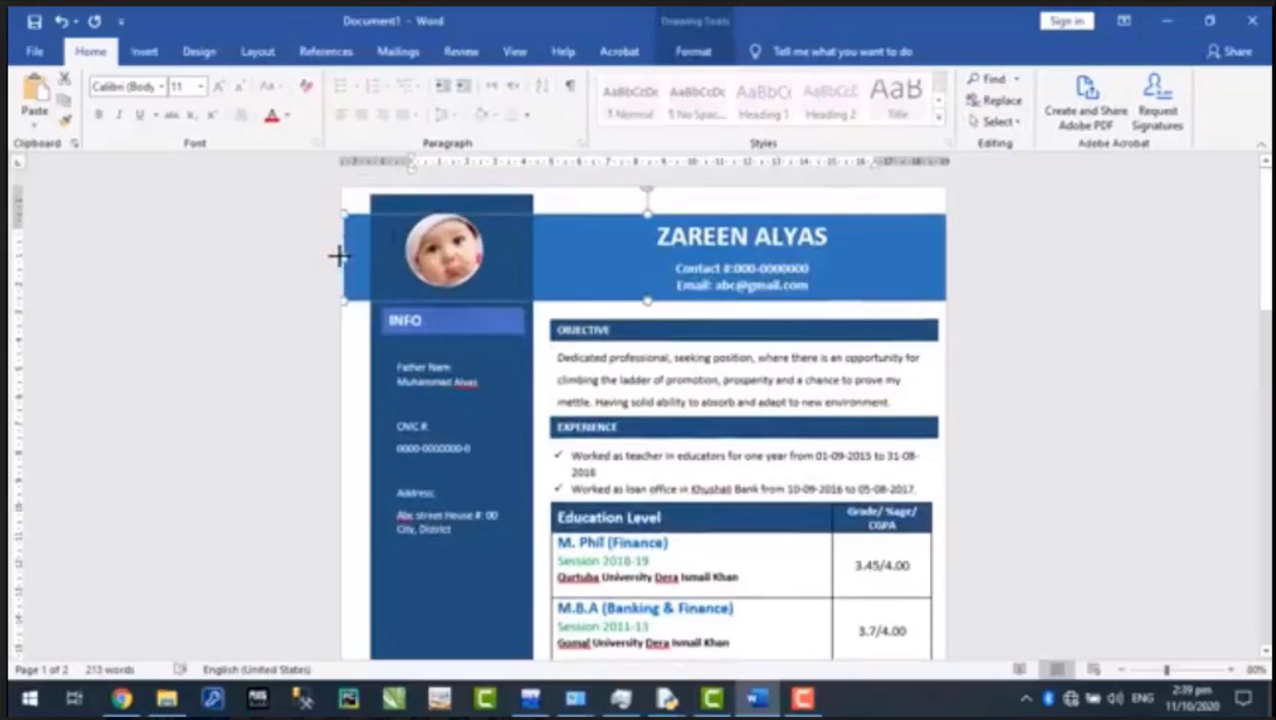 Document1 - Word
Drawing Tools
Sign in
File
Home
Insert
Design
Layout
References
Mailings
Review
View
Help
Acrobat
Format
Tell me what you want to do
Share
Paste
Calibri (Body
11
AaBbCcDc
¶ Normal
AaBbCcDc
¶ No Spac...
AaBbC
Heading 1
AaBbCcD
Heading 2
AaB
Title
Find
Replace
Select
Create and Share
Adobe PDF
Request
Signatures
Clipboard
Font
Paragraph
Styles
Editing
Adobe Acrobat
ZAREEN ALYAS
Contact #:000-0000000
Email: abc@gmail.com
INFO
Father Nam
Muhammad Alyas
CNIC #:
0000-0000000-0
Address:
Abc street House #: 00
City, District
OBJECTIVE
Dedicated professional, seeking position, where there is an opportunity for
climbing the ladder of promotion, prosperity and a chance to prove my
mettle. Having solid ability to absorb and adapt to new environment.
EXPERIENCE
Worked as teacher in educators for one year from 01-09-2015 to 31-08-
2016
Worked as loan office in Khushali Bank from 10-09-2016 to 05-08-2017.
Education Level
Grade/ %age/
CGPA
M. Phil (Finance)
Session 2018-19
Qurtuba University Dera Ismail Khan
3.45/4.00
M.B.A (Banking & Finance)
Session 2011-13
Gomal University Dera Ismail Khan
3.7/4.00
Page 1 of 2
213 words
English (United States)
80%
ENG
2:39 pm
11/10/2020